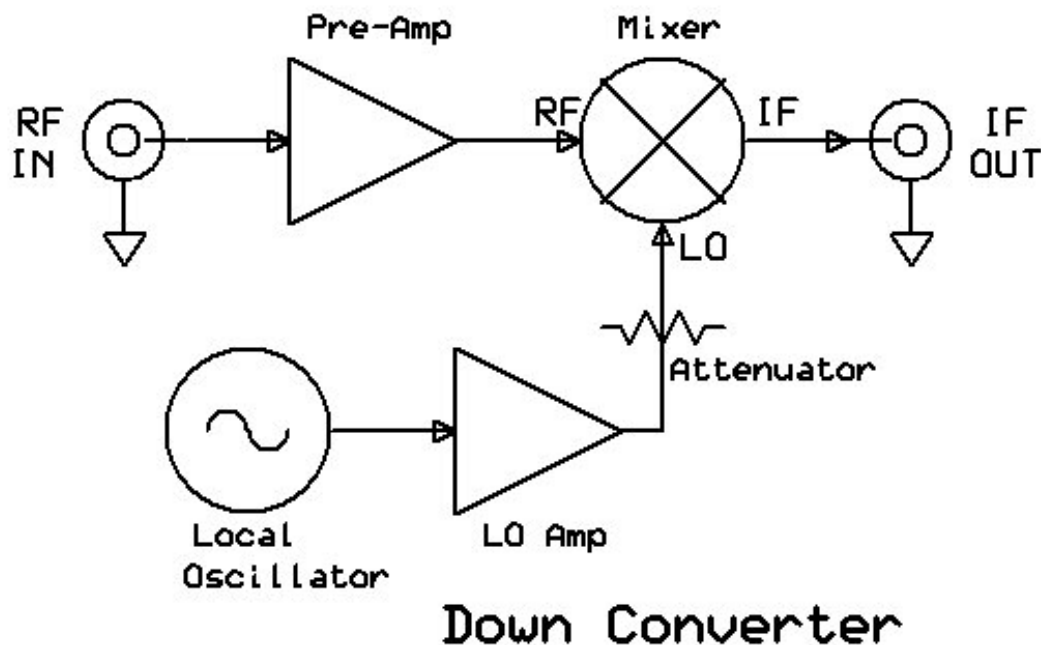 Pre-Amp
Mixer
RF
IN
RF
IF
IF
OUT
LO
Attenuator
Local
Oscillator
LO Amp
Down Converter